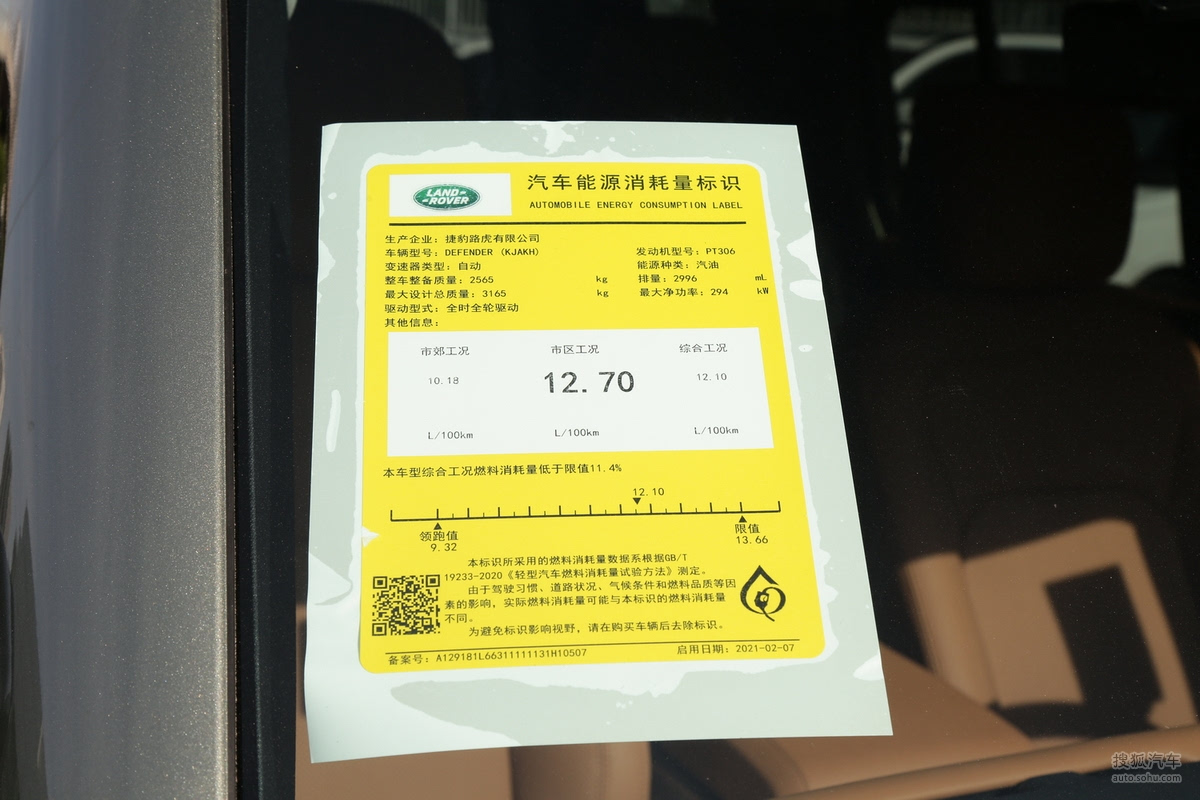 LAND-
-ROVER
汽车能源消耗量标识
AUTOMOBILE ENERGY CONSUMPTION LABEL
生产企业：捷豹路虎有限公司
车辆型号：DEFENDER (KJAKH) 发动机型号：PT306
变速器类型：自动 能源种类：汽油
整车整备质量：2565 kg 排量：2996 mL
最大设计总质量：3165 kg 最大净功率：294 kW
驱动型式：全时全轮驱动
其他信息：
市郊工况 市区工况 综合工况
10.18 12.70 12.10
L/100km L/100km L/100km
本车型综合工况燃料消耗量低于限值11.4%
12.10
领跑值 限值
9.32 13.66
本标识所采用的燃料消耗量数据系根据GB/T
19233-2020《轻型汽车燃料消耗量试验方法》测定。
由于驾驶习惯、道路状况、气候条件和燃料品质等因
素的影响，实际燃料消耗量可能与本标识的燃料消耗量
不同。
为避免标识影响视野，请在购买车辆后去除标识。
备案号：A129181L66311111131H10507 启用日期：2021-02-07
搜狐汽车
auto.sohu.com